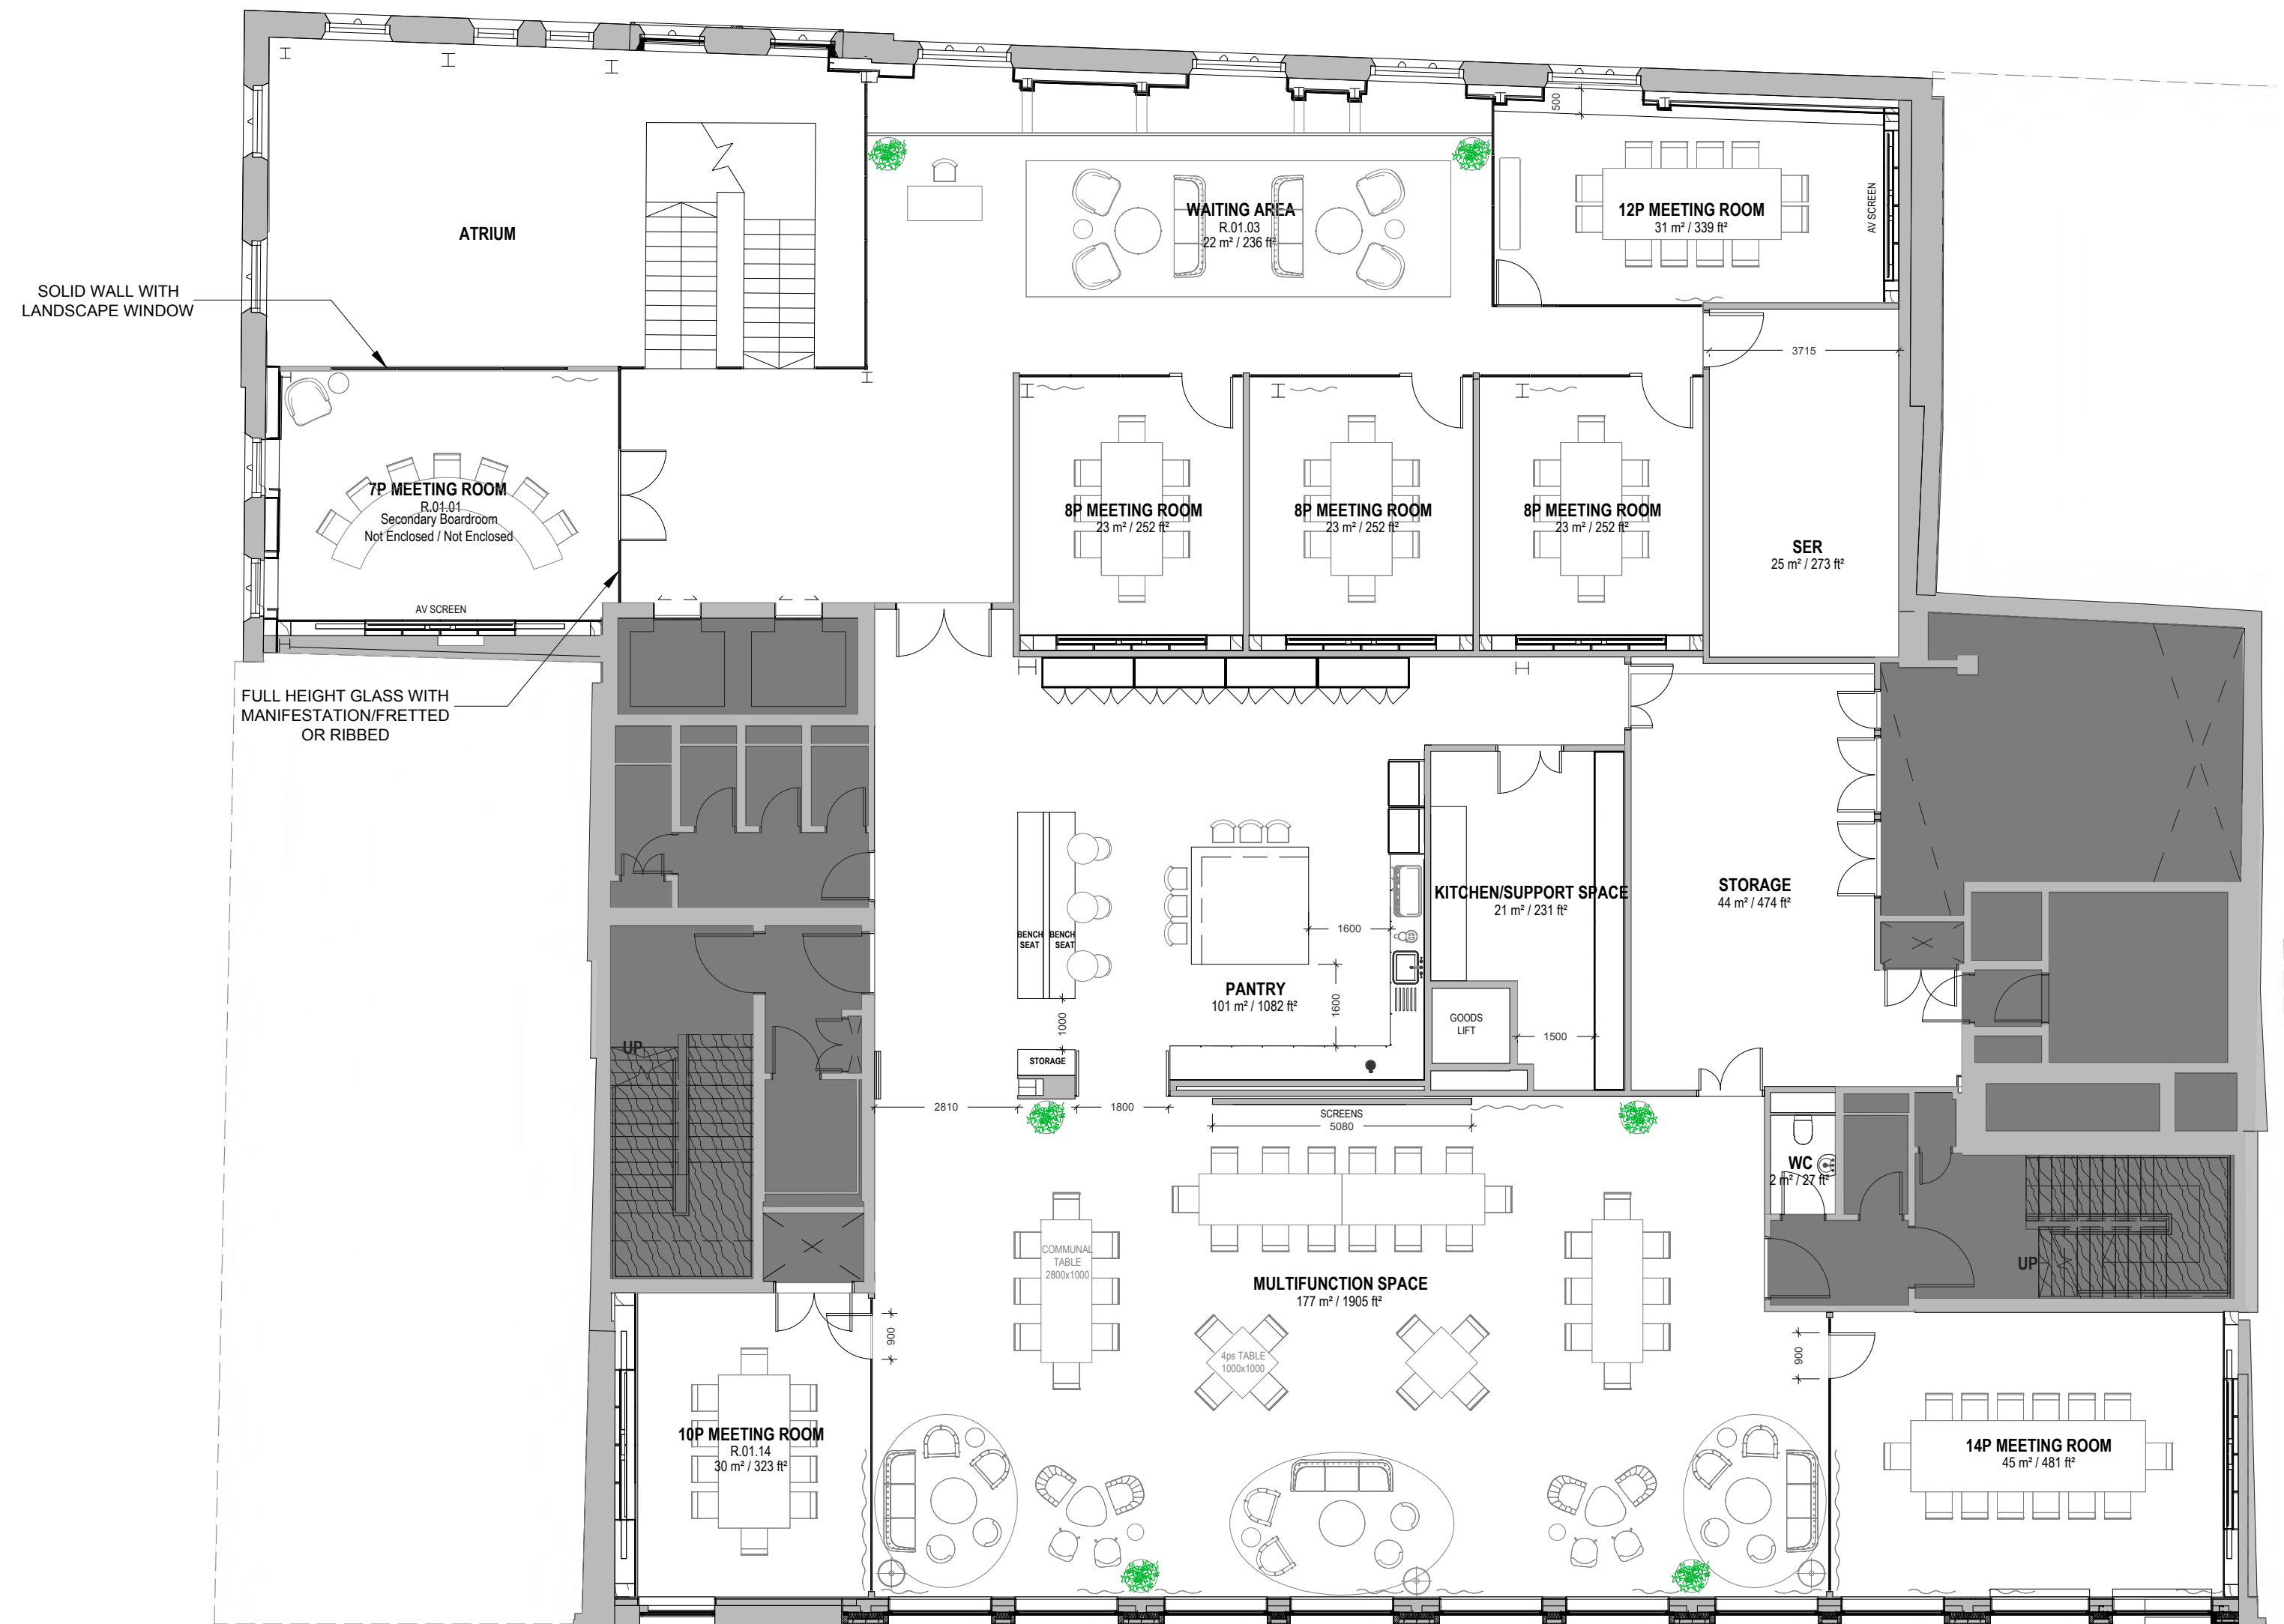 500
WAITING AREA
R.01.03
22 m² / 236 ft²
12P MEETING ROOM
31 m² / 339 ft²
AV SCREEN
ATRIUM
SOLID WALL WITH
LANDSCAPE WINDOW
3715
7P MEETING ROOM
R.01.01
Secondary Boardroom
Not Enclosed / Not Enclosed
AV SCREEN
8P MEETING ROOM
23 m² / 252 ft²
8P MEETING ROOM
23 m² / 252 ft²
8P MEETING ROOM
23 m² / 252 ft²
SER
25 m² / 273 ft²
FULL HEIGHT GLASS WITH
MANIFESTATION/FRETTED
OR RIBBED
KITCHEN/SUPPORT SPACE
21 m² / 231 ft²
STORAGE
44 m² / 474 ft²
BENCH
SEAT
BENCH
SEAT
1600
PANTRY
101 m² / 1082 ft²
1600
1000
GOODS
LIFT
1500
UP
STORAGE
2810
1800
SCREENS
5080
WC
2 m² / 27 ft²
COMMUNAL
TABLE
2800x1000
UP
MULTIFUNCTION SPACE
177 m² / 1905 ft²
900
900
4ps TABLE
1000x1000
10P MEETING ROOM
R.01.14
30 m² / 323 ft²
14P MEETING ROOM
45 m² / 481 ft²